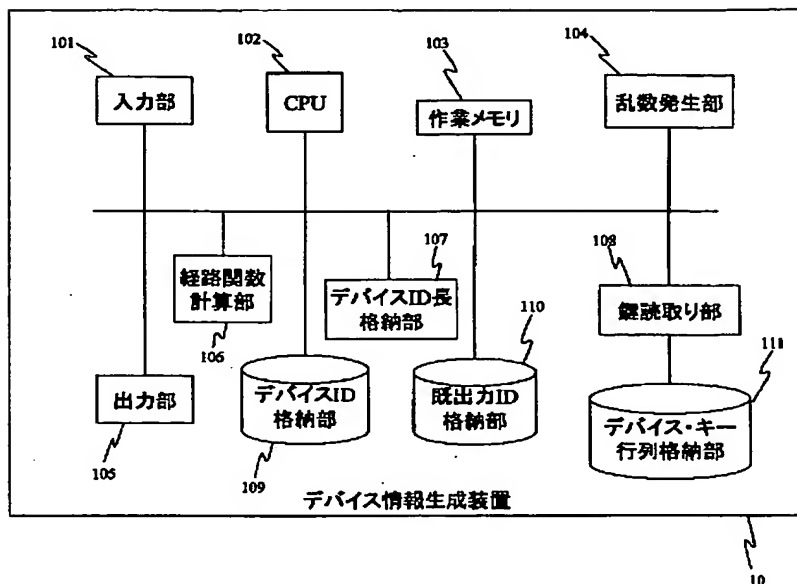 101
102
103
104
入力部
CPU
作業メモリ
乱数発生部
107
108
経路関数
計算部
デバイスID長
格納部
鍵読取り部
106
110
111
出力部
デバイスID
格納部
既出力ID
格納部
デバイス・キー
行列格納部
105
109
デバイス情報生成装置
10